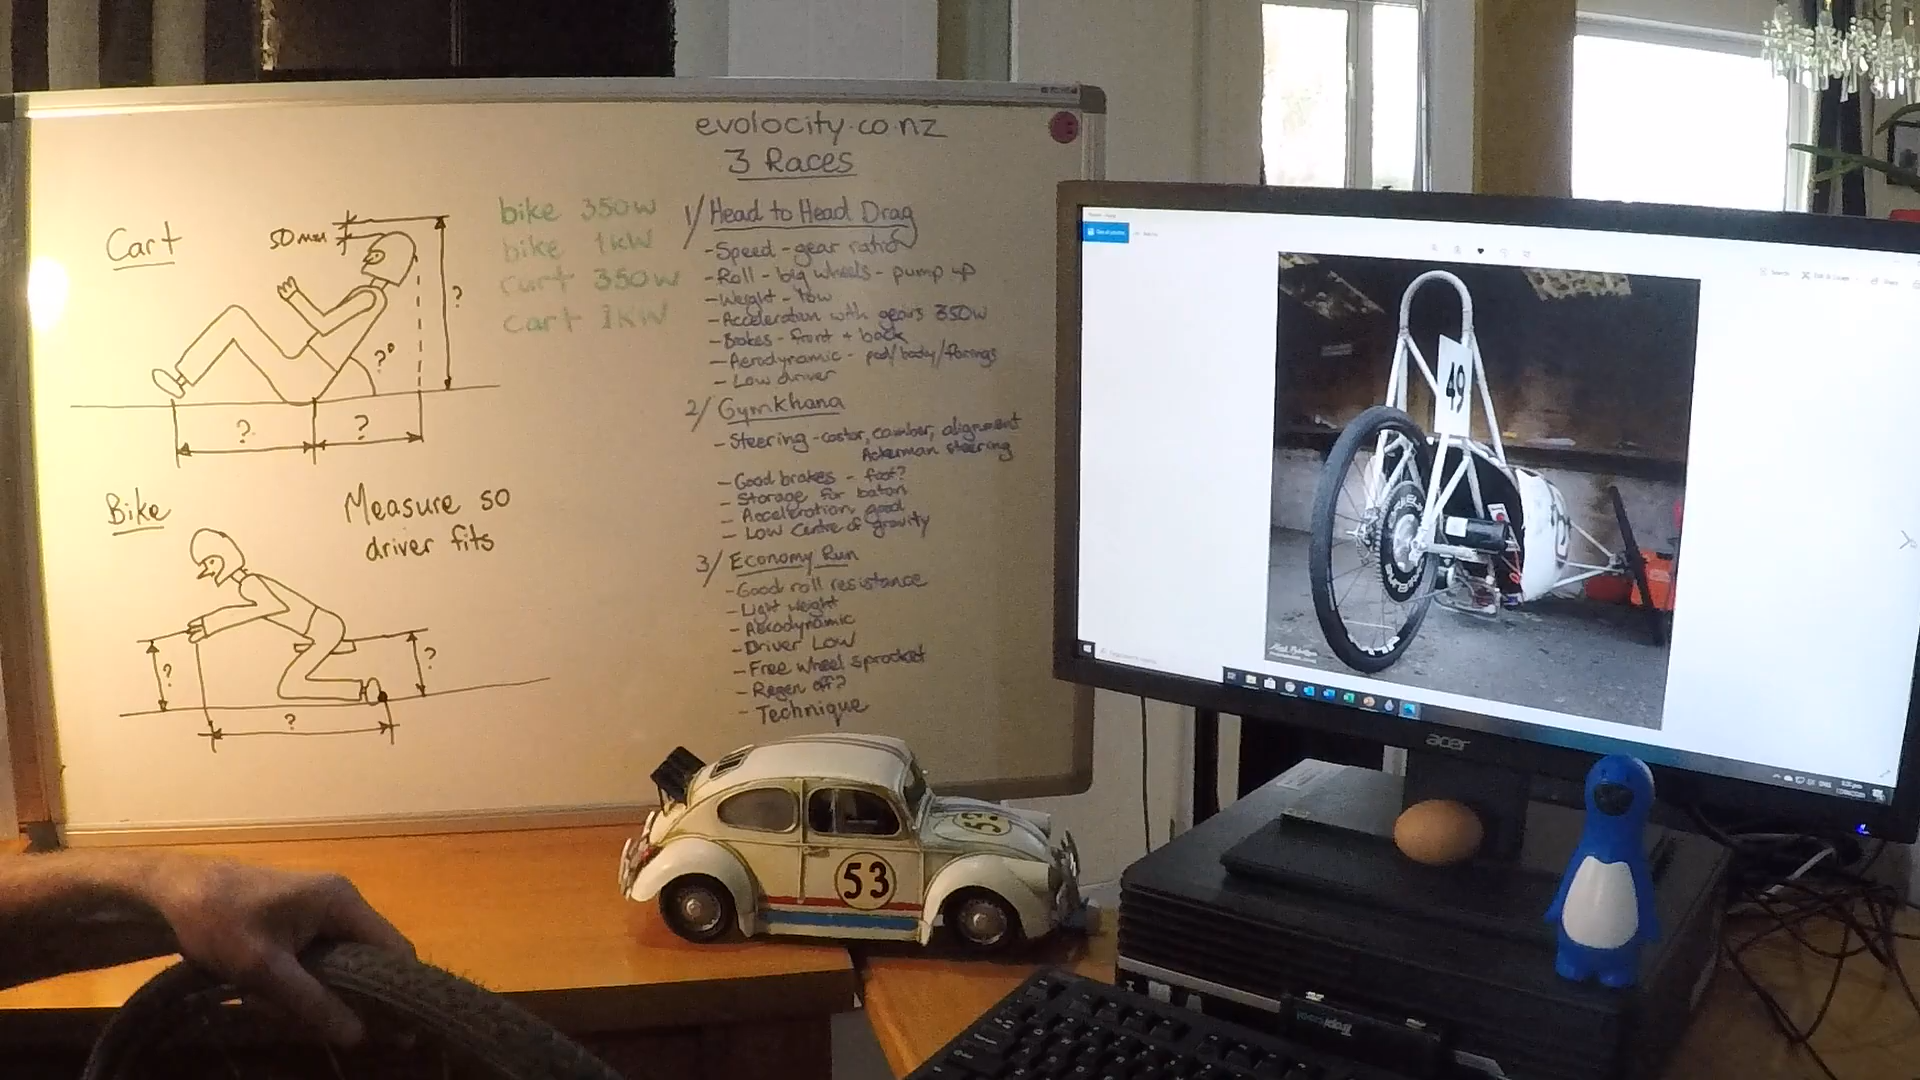 evolocity.co.nz
3 Races
Cart
50mm
?
?°
?
?
Bike
Measure so
driver fits
?
?
?
bike 350W
bike 1kW
cart 350W
cart 1kW
1/ Head to Head Drag
- Speed - gear ratio
- Roll - big wheels - pump up
- Weight - low
- Acceleration with gears 350W
- Brakes - front + back
- Aerodynamic - pod/body/fairings
- Low driver
2/ Gymkhana
- Steering - castor, camber, alignment
Ackerman steering
- Good brakes - foot?
- Storage for baton
- Acceleration good
- Low Centre of gravity
3/ Economy Run
- Good roll resistance
- Light weight
- Aerodynamic
- Driver Low
- Free wheel sprocket
- Regen off?
- Technique
49
acer
53
53